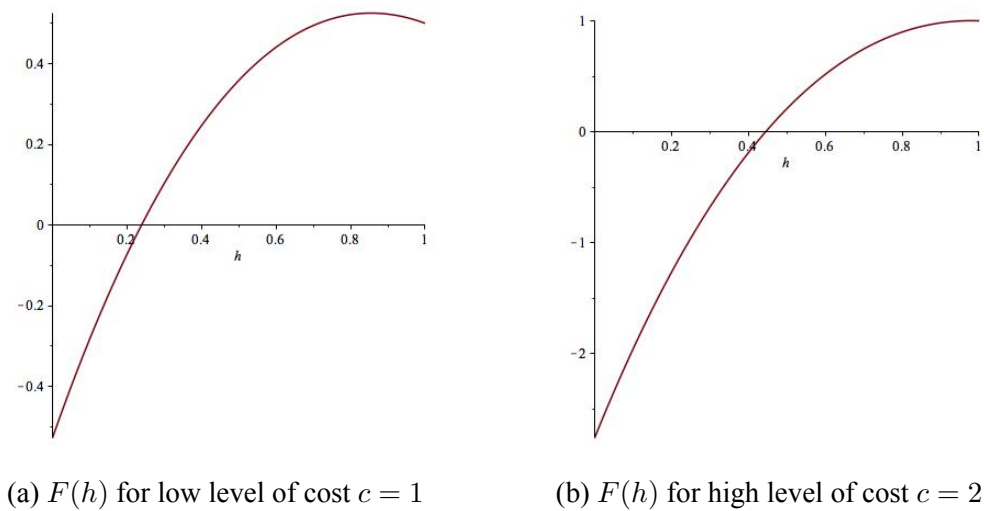 0.4
0.2
0
0.2 0.4 0.6 0.8 1
h
−0.2
−0.4
1
0
0.2 0.4 0.6 0.8 1
h
−1
−2
(a) F(h) for low level of cost c = 1
(b) F(h) for high level of cost c = 2